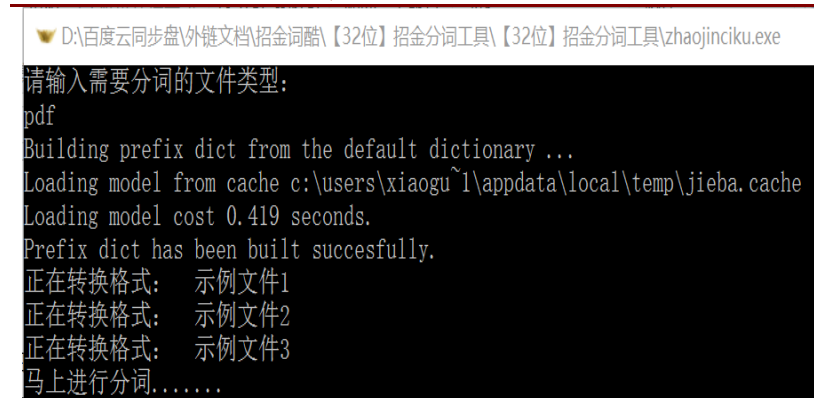 D:\百度云同步盘\外链文档\招金词酷\【32位】招金分词工具\【32位】招金分词工具\zhaojinciku.exe
请输入需要分词的文件类型:
pdf
Building prefix dict from the default dictionary ...
Loading model from cache c:\users\xiaogu~1\appdata\local\temp\jieba.cache
Loading model cost 0.419 seconds.
Prefix dict has been built succesfully.
正在转换格式: 示例文件1
正在转换格式: 示例文件2
正在转换格式: 示例文件3
马上进行分词.......